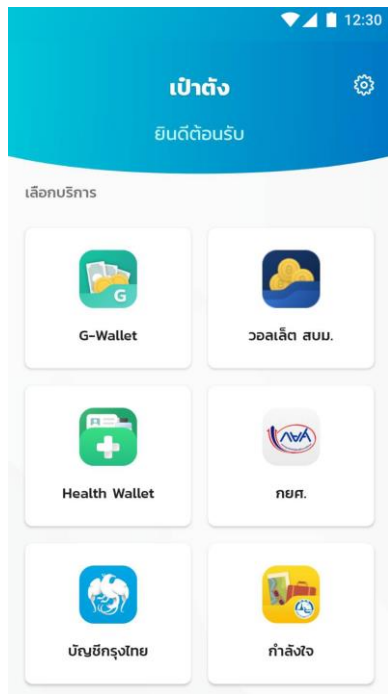 12:30
เป๋าตัง
ยินดีต้อนรับ
เลือกบริการ
G
G-Wallet
วอลเล็ต สบม.
Health Wallet
กยศ.
บัญชีกรุงไทย
กำลังใจ